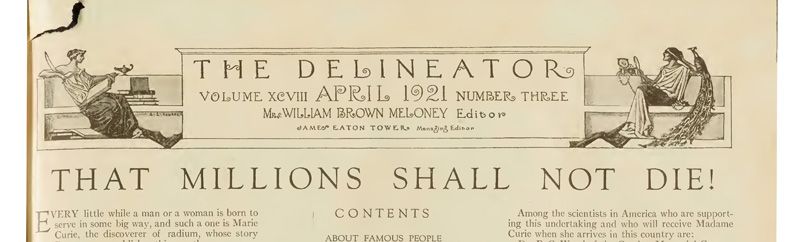 THE DELINEATOR
VOLUME XCVIII APRIL 1921 NUMBER THREE
Mrs WILLIAM BROWN MELONEY Editor
JAMES EATON TOWER Managing Editor
THAT MILLIONS SHALL NOT DIE!
EVERY little while a man or a woman is born to
serve in some big way, and such a one is Marie
Curie, the discoverer of radium, whose story
CONTENTS
ABOUT FAMOUS PEOPLE
Among the scientists in America who are support-
ing this undertaking and who will receive Madame
Curie when she arrives in this country are: